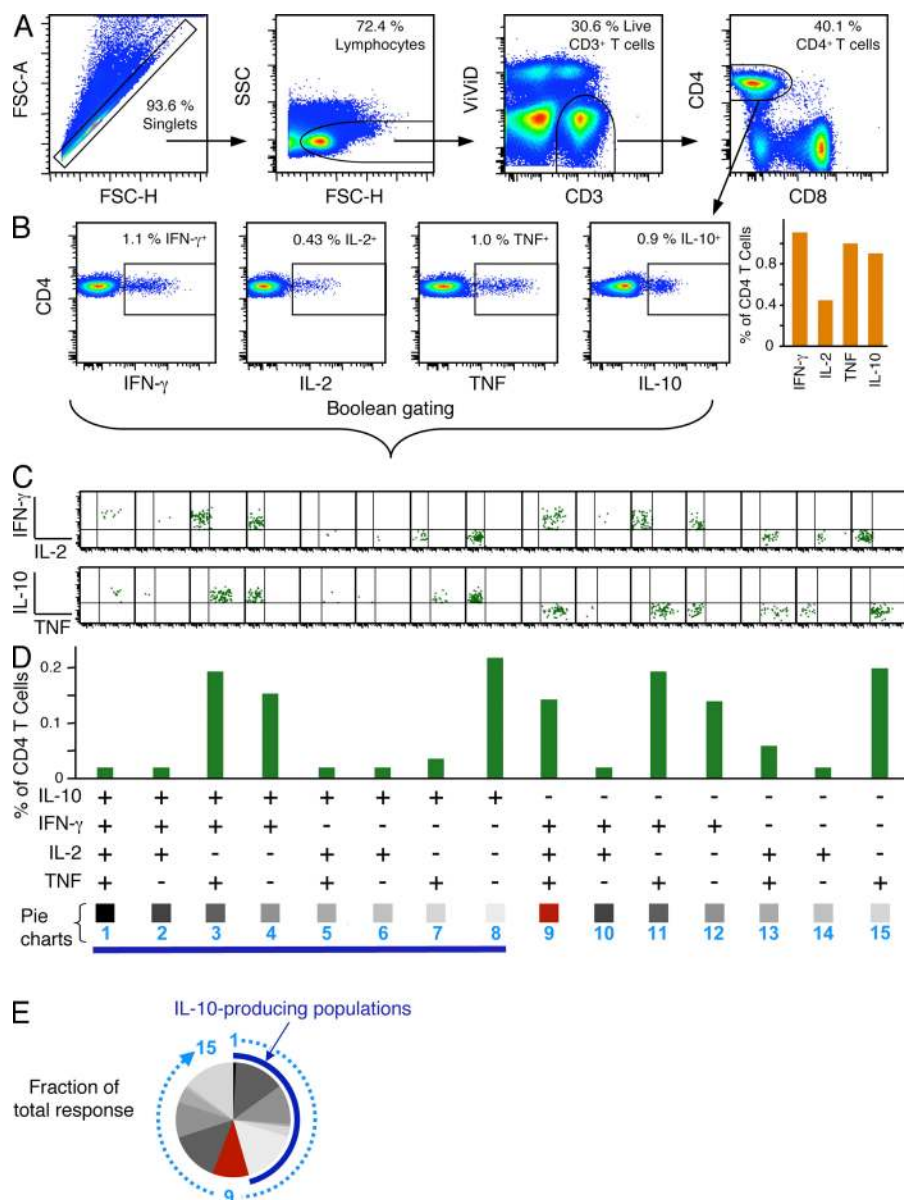 A
FSC-A
93.6 %
Singlets
FSC-H
72.4 %
Lymphocytes
SSC
FSC-H
30.6 % Live
CD3⁺ T cells
ViViD
CD3
40.1 %
CD4⁺ T cells
CD4
CD8
B
CD4
1.1 % IFN-γ⁺
IFN-γ
0.43 % IL-2⁺
IL-2
1.0 % TNF⁺
TNF
0.9 % IL-10⁺
IL-10
% of CD4 T Cells
0.8
0.4
0
IFN-γ
IL-2
TNF
IL-10
Boolean gating
C
IFN-γ
IL-2
IL-10
TNF
D
% of CD4 T Cells
0.2
0.1
0
IL-10 + + + + + + + + - - - - - - -
IFN-γ + + + + - - - - + + + + - - -
IL-2 + + - - + + - - + + - - + + -
TNF + - + - + - + - + - + - + - +
Pie
charts
1 2 3 4 5 6 7 8 9 10 11 12 13 14 15
E
IL-10-producing populations
15 1
Fraction of
total response
9